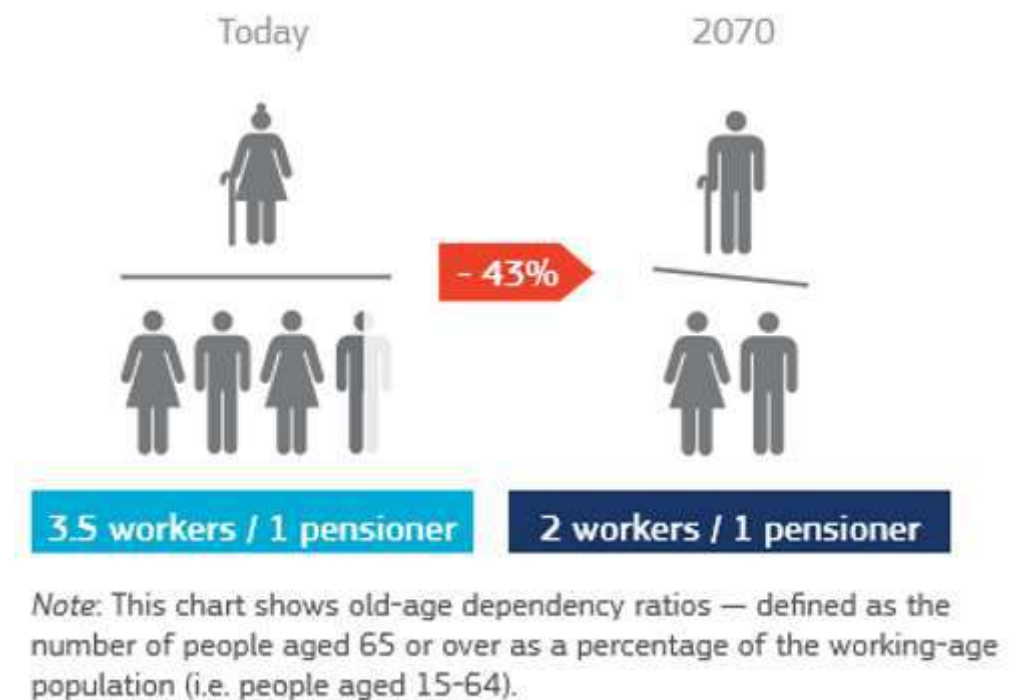 Today 2070
- 43%
3.5 workers / 1 pensioner 2 workers / 1 pensioner
Note: This chart shows old-age dependency ratios — defined as the
number of people aged 65 or over as a percentage of the working-age
population (i.e. people aged 15-64).